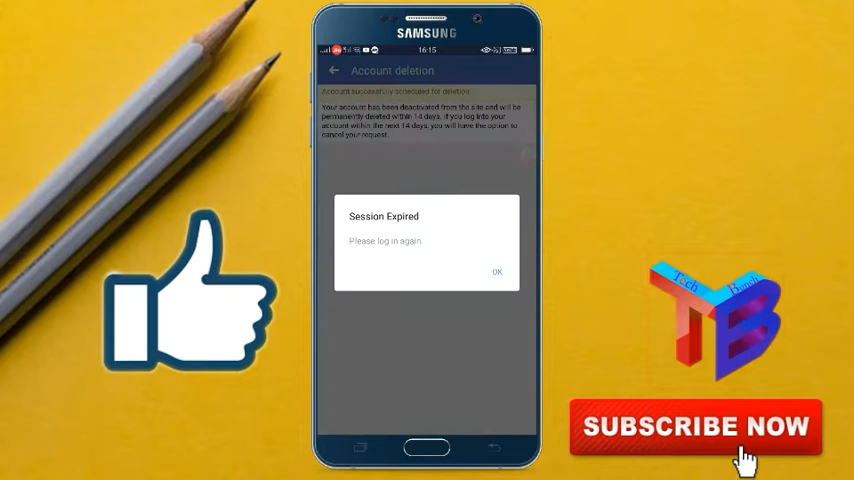 SAMSUNG
16:15
Account deletion
Account successfully scheduled for deletion
Your account has been deactivated from the site and will be
permanently deleted within 14 days. If you log into your
account within the next 14 days, you will have the option to
cancel your request.
Session Expired
Please log in again.
OK
Tech
TB
SUBSCRIBE NOW